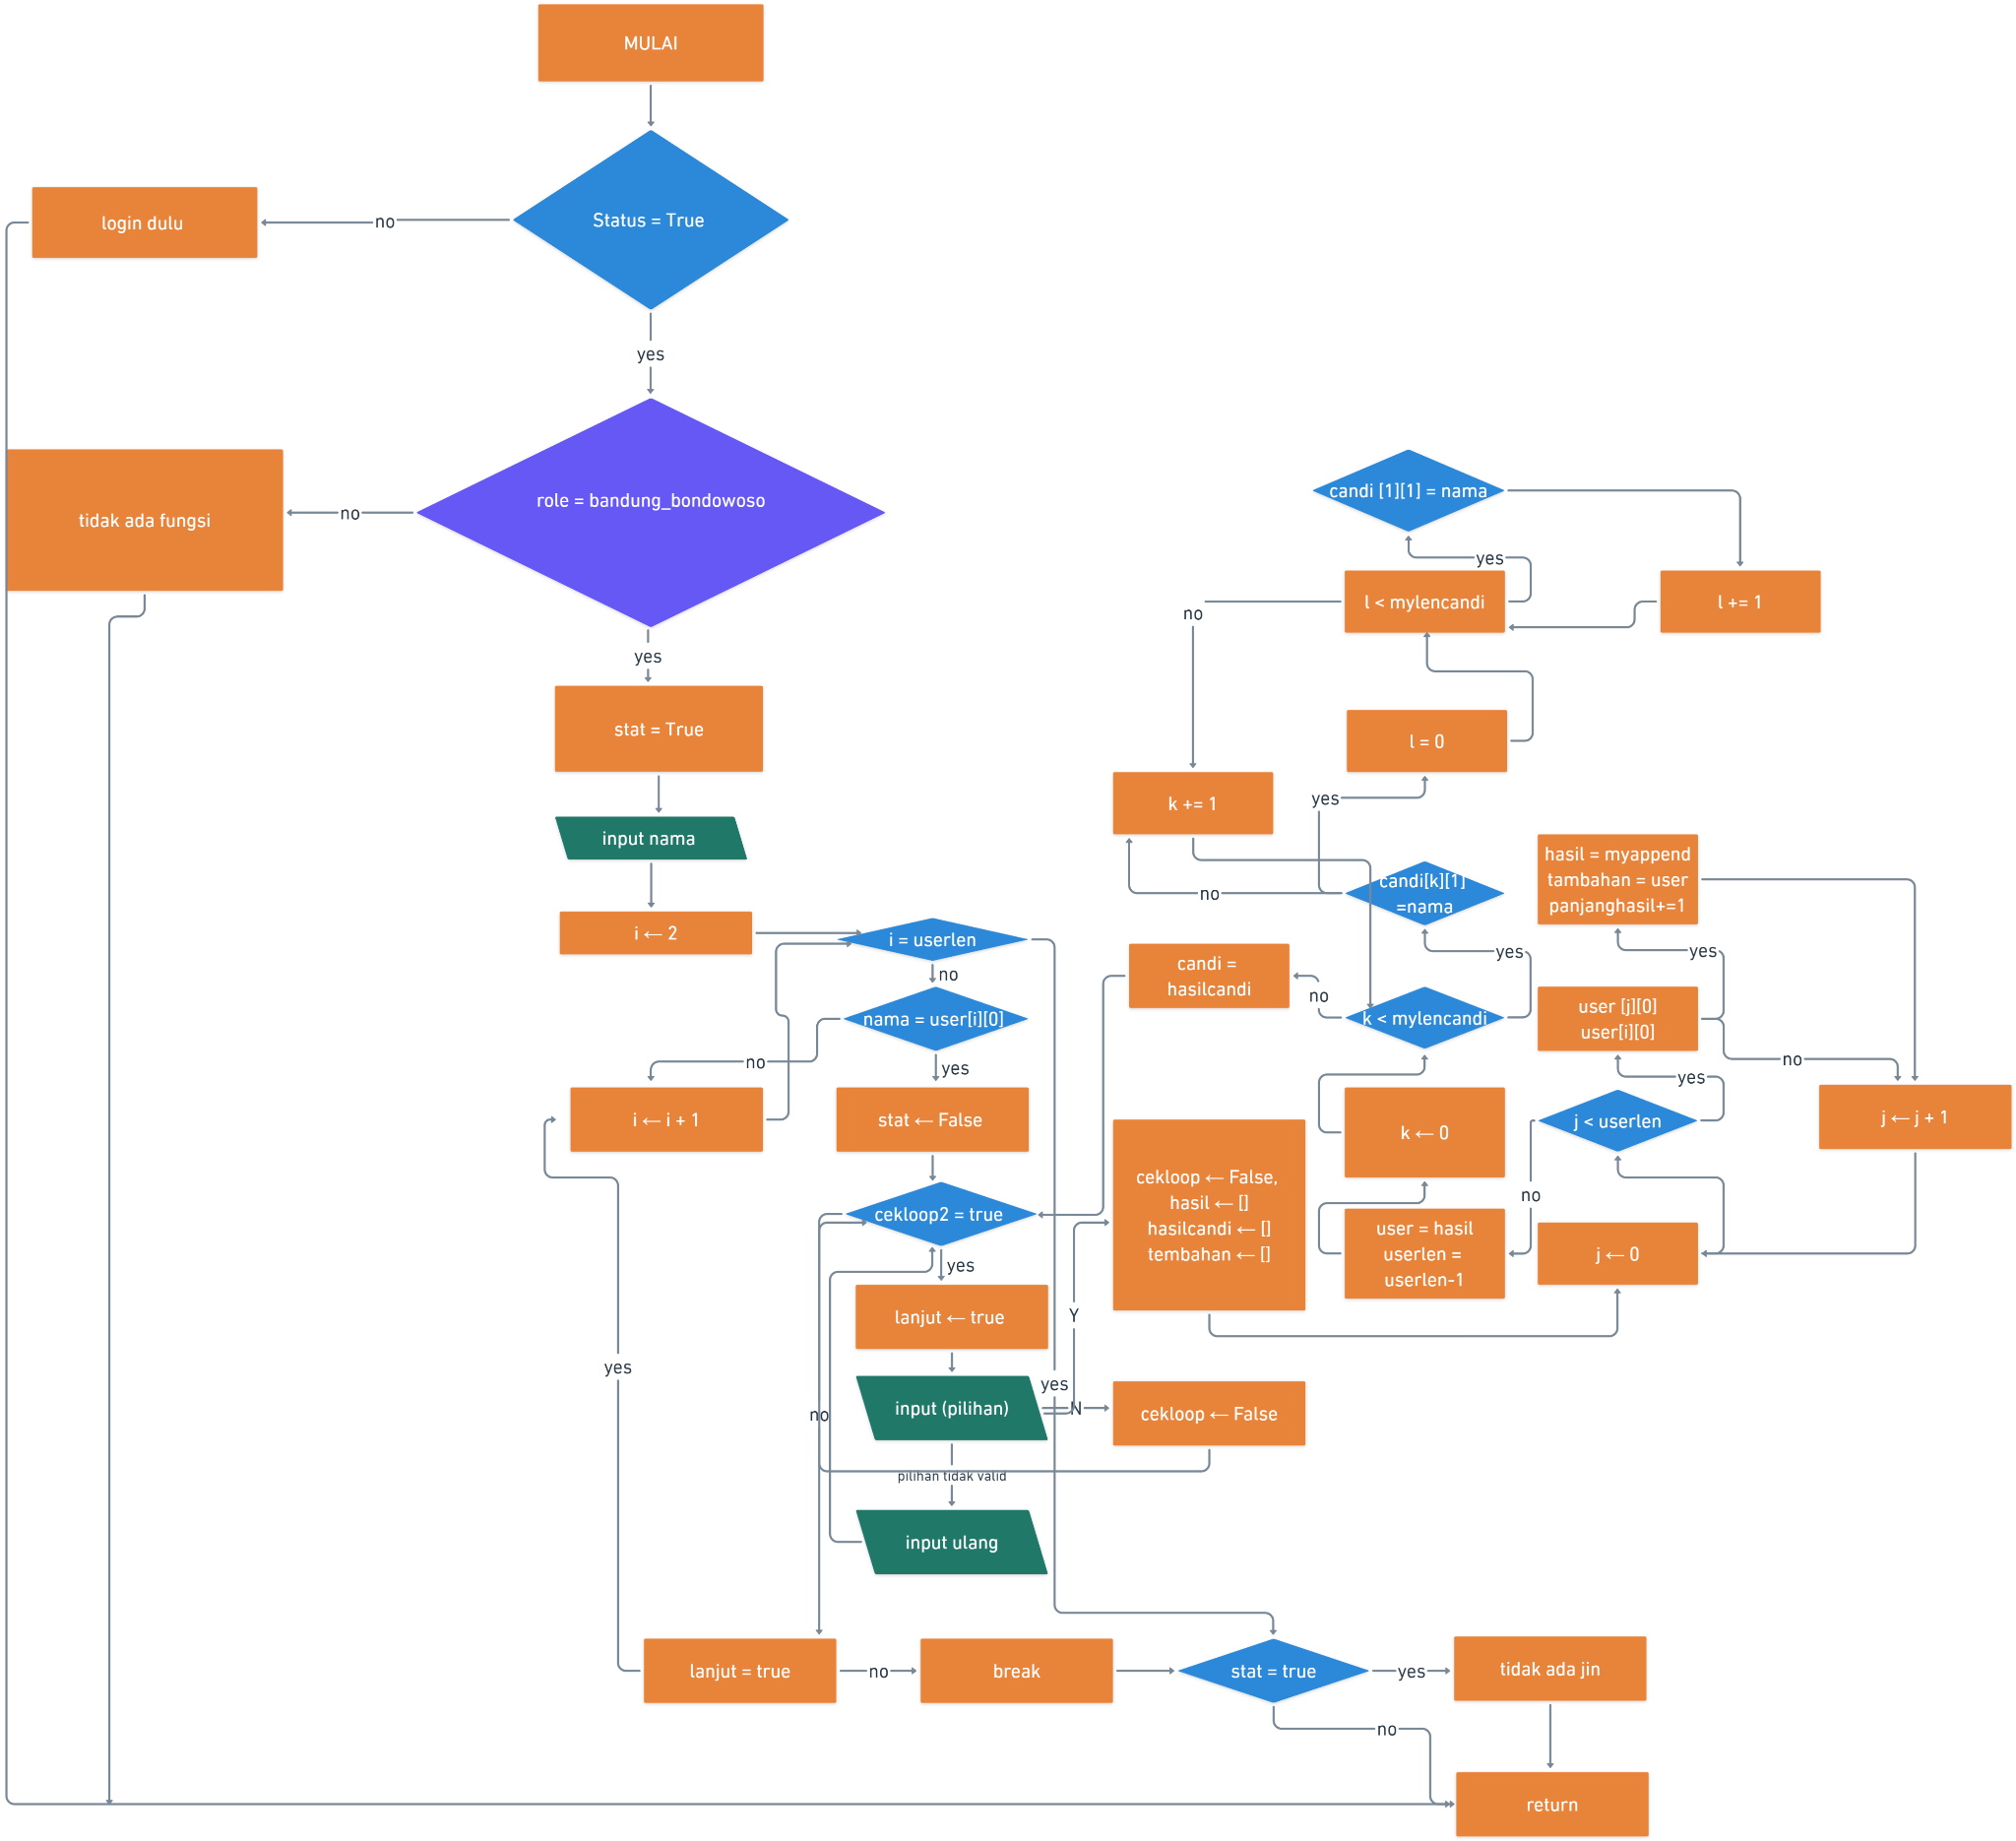 MULAI
Status = True
no
login dulu
yes
role = bandung_bondowoso
no
tidak ada fungsi
yes
stat = True
input nama
i ← 2
i = userlen
no
nama = user[i][0]
no
yes
i ← i + 1
stat ← False
cekloop2 = true
yes
lanjut ← true
input (pilihan)
pilihan tidak valid
input ulang
no
yes
lanjut = true
no
break
stat = true
yes
tidak ada jin
no
return
yes
Y
N
cekloop ← False
cekloop ← False,
hasil ← []
hasilcandi ← []
tembahan ← []
candi =
hasilcandi
no
k < mylencandi
yes
k ← 0
user = hasil
userlen =
userlen-1
no
j ← 0
j < userlen
yes
user [j][0]
user[i][0]
yes
no
j ← j + 1
hasil = myappend
tambahan = user
panjanghasil+=1
candi[k][1]
=nama
no
yes
k += 1
l = 0
l < mylencandi
no
yes
candi [1][1] = nama
l += 1